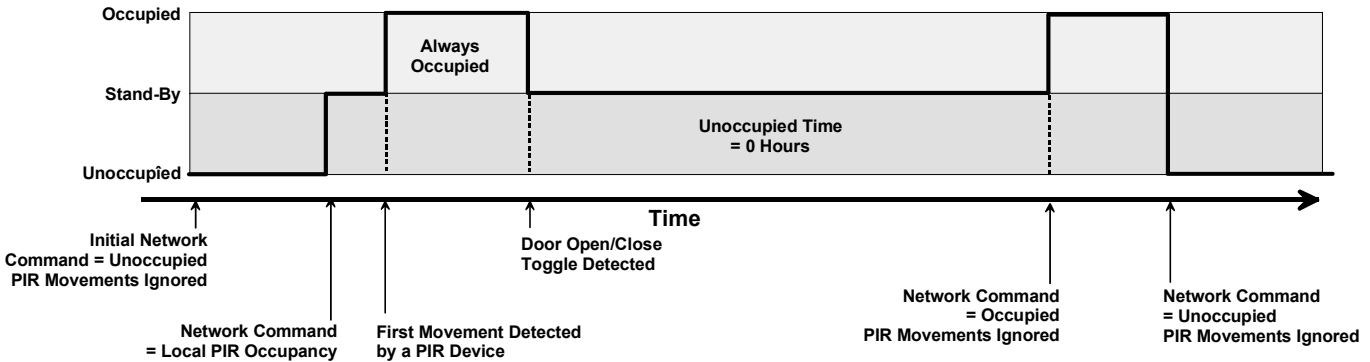 Occupied
Always
Occupied
Stand-By
Unoccupied Time
= 0 Hours
Unoccupied
Time
Initial Network
Command = Unoccupied
PIR Movements Ignored
Door Open/Close
Toggle Detected
Network Command
= Local PIR Occupancy
First Movement Detected
by a PIR Device
Network Command
= Occupied
PIR Movements Ignored
Network Command
= Unoccupied
PIR Movements Ignored